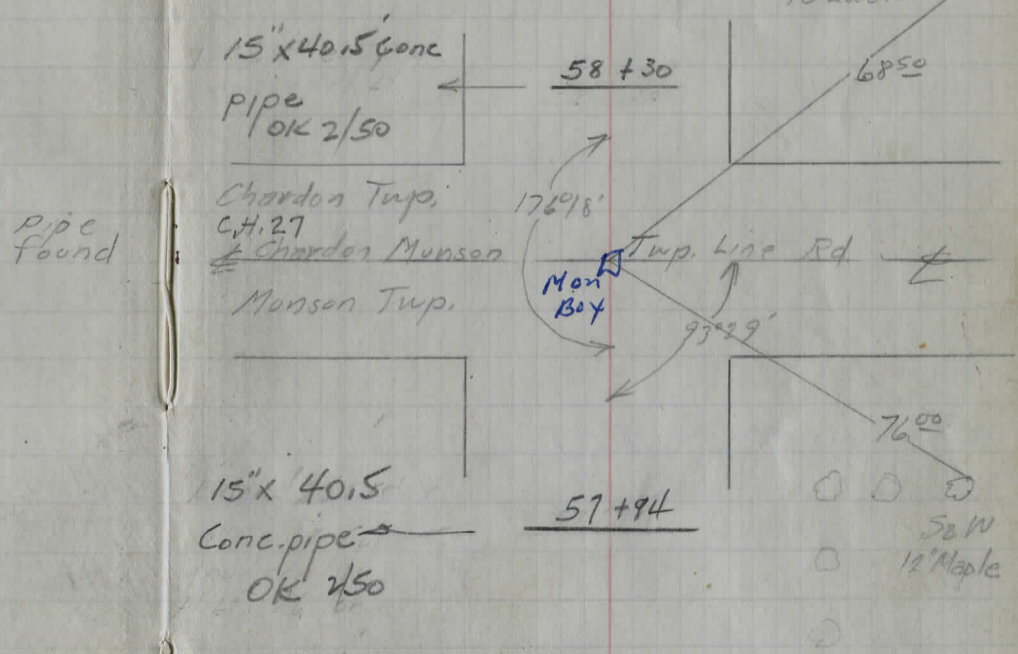 15"x40.5' Conc
pipe
OK 2/50
58 + 30
68 50
Chardon Twp.
176°18'
C.H. 27
pipe
found
Chardon Munson
Twp. Line Rd
Mon
Box
Munson Twp.
93°29'
76 00
15"x 40.5
Conc. pipe
OK 2/50
57 +94
S&W
12" Maple